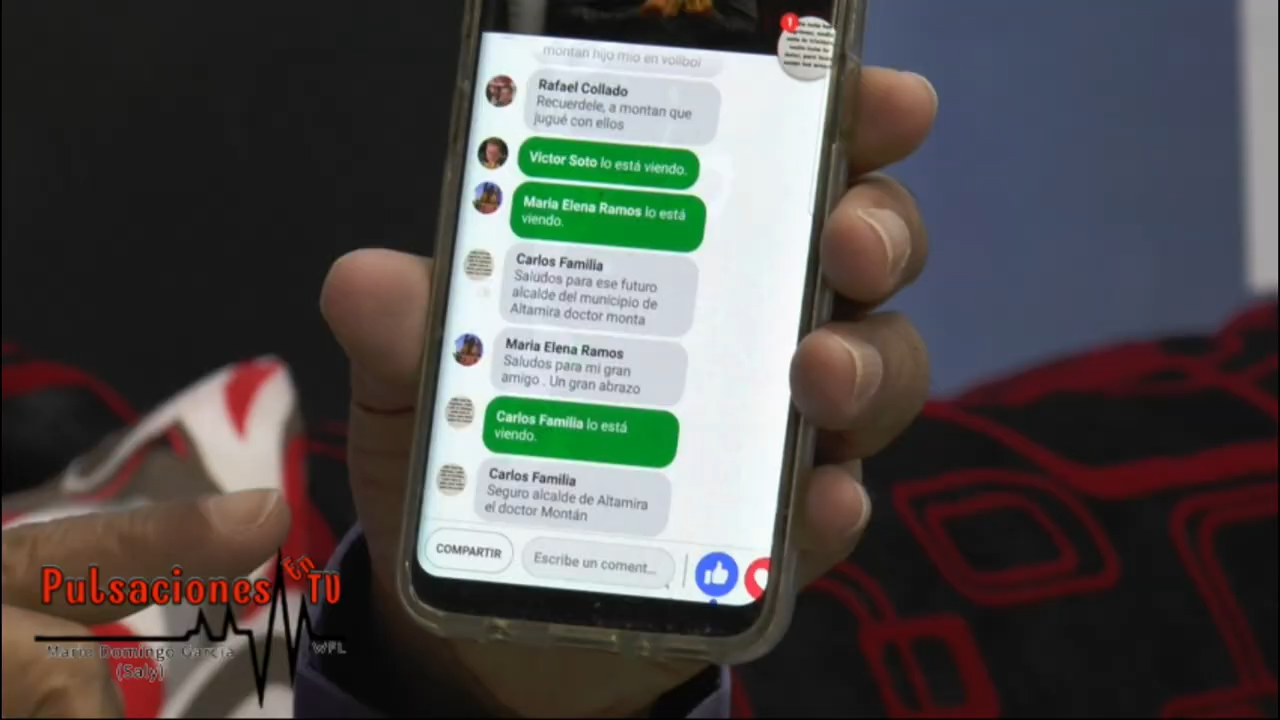 1
montan hijo mio en volibol
Rafael Collado
Recuerdele, a montan que
jugué con ellos
Victor Soto lo está viendo.
Maria Elena Ramos lo está
viendo.
Carlos Familia
Saludos para ese futuro
alcalde del municipio de
Altamira doctor monta
Maria Elena Ramos
Saludos para mi gran
amigo . Un gran abrazo
Carlos Familia lo está
viendo.
Carlos Familia
Seguro alcalde de Altamira
el doctor Montán
COMPARTIR
Escribe un coment...
Pulsaciones En TV
Mario Domingo García WFL
(Saly)